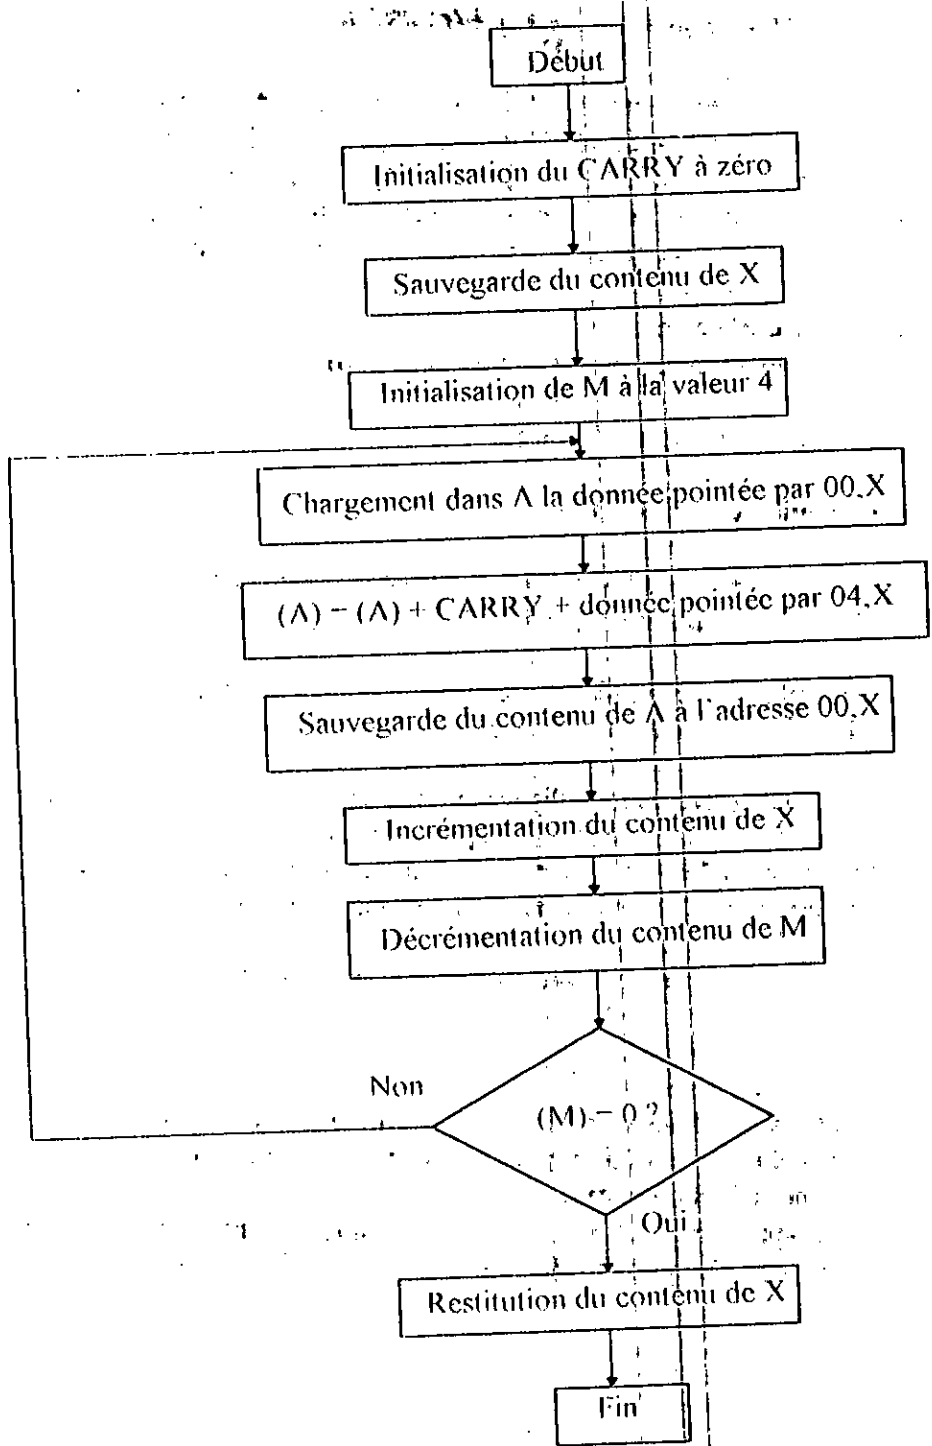 Début
Initialisation du CARRY à zéro
Sauvegarde du contenu de X
Initialisation de M à la valeur 4
Chargement dans A la donnée pointée par 00,X
(A) = (A) + CARRY + donnée pointée par 04,X
Sauvegarde du contenu de A à l'adresse 00,X
Incrémentation du contenu de X
Décrémentation du contenu de M
Non
(M) = 0 ?
Oui
Restitution du contenu de X
Fin